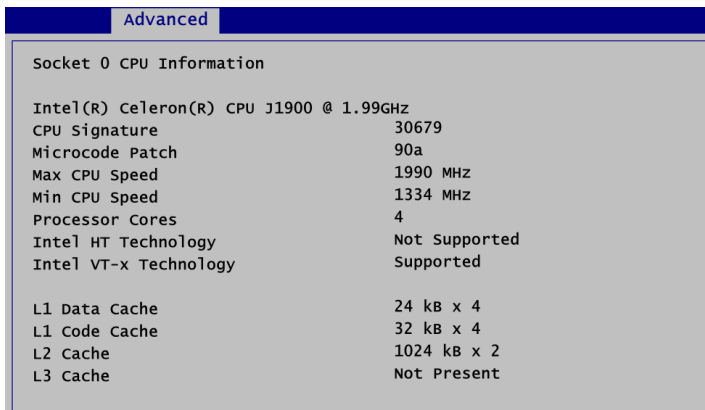 Advanced
Socket 0 CPU Information
Intel(R) Celeron(R) CPU J1900 @ 1.99GHz
CPU Signature 30679
Microcode Patch 90a
Max CPU Speed 1990 MHz
Min CPU Speed 1334 MHz
Processor Cores 4
Intel HT Technology Not Supported
Intel VT-x Technology Supported
L1 Data Cache 24 kB x 4
L1 Code Cache 32 kB x 4
L2 Cache 1024 kB x 2
L3 Cache Not Present